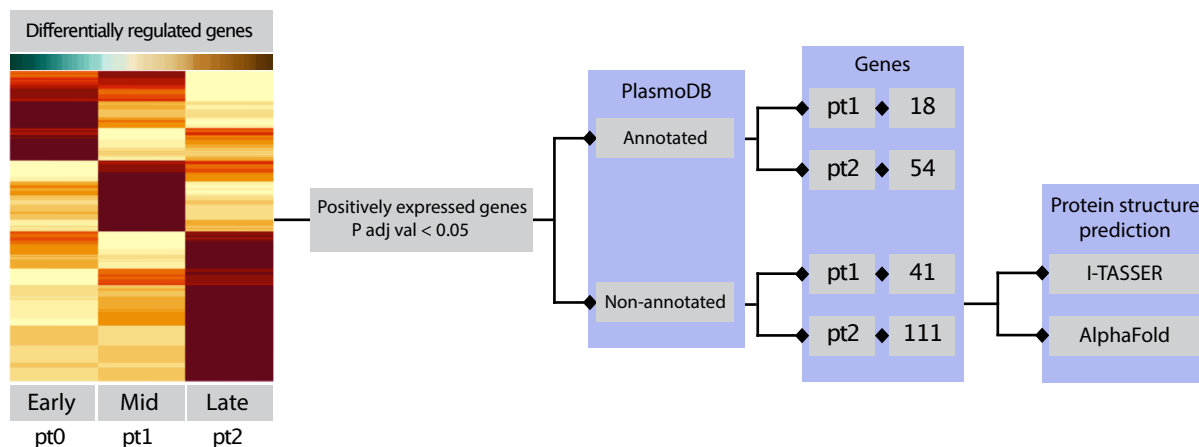 Differentially regulated genes
Early
Mid
Late
pt0
pt1
pt2
Positively expressed genes
P adj val < 0.05
PlasmoDB
Annotated
Non-annotated
Genes
pt1
18
pt2
54
pt1
41
pt2
111
Protein structure
prediction
I-TASSER
AlphaFold